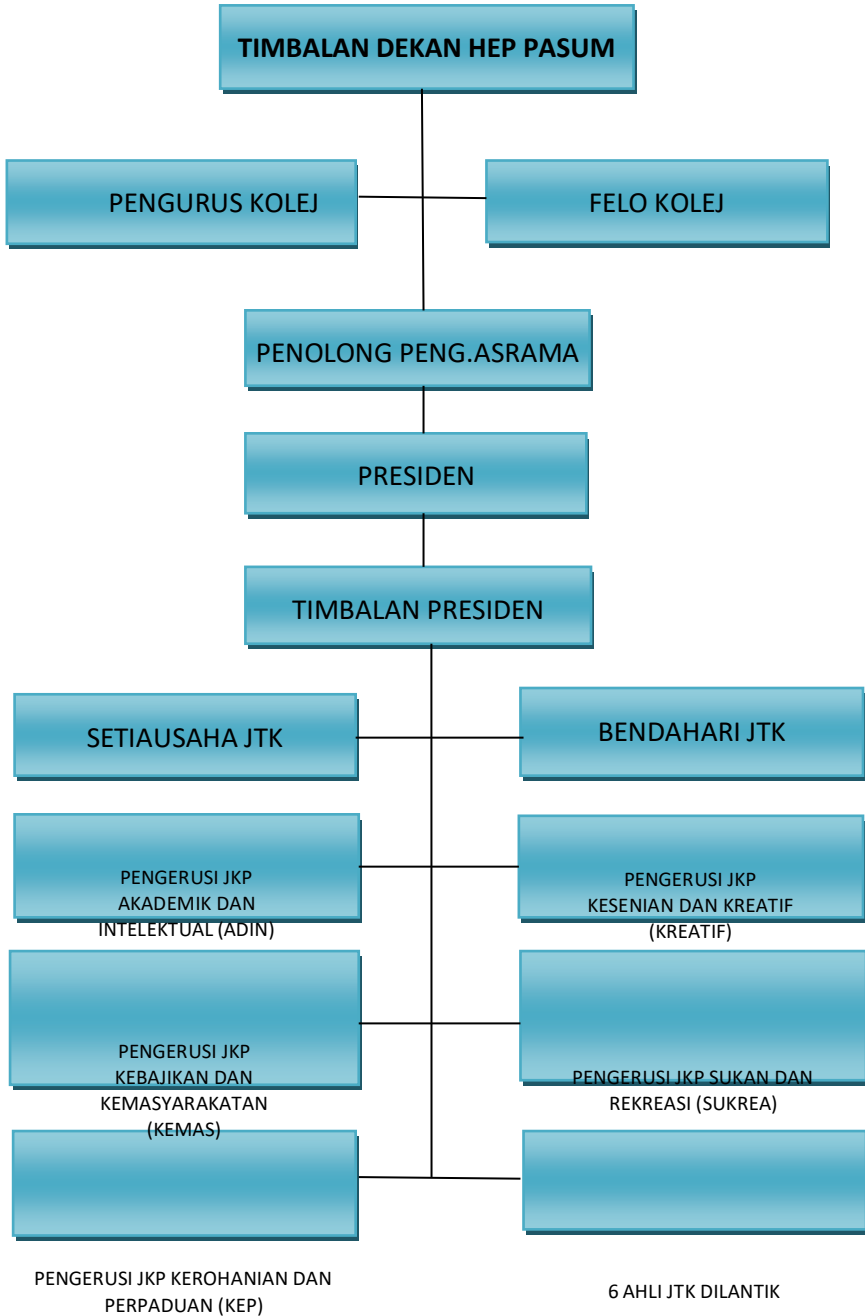 TIMBALAN DEKAN HEP PASUM
PENGURUS KOLEJ
FELO KOLEJ
PENOLONG PENG.ASRAMA
PRESIDEN
TIMBALAN PRESIDEN
SETIAUSAHA JTK
BENDAHARI JTK
PENGERUSI JKP
AKADEMIK DAN
INTELEKTUAL (ADIN)
PENGERUSI JKP
KESENIAN DAN KREATIF
(KREATIF)
PENGERUSI JKP
KEBAJIKAN DAN
KEMASYARAKATAN
(KEMAS)
PENGERUSI JKP SUKAN DAN
REKREASI (SUKREA)
PENGERUSI JKP KEROHANIAN DAN
PERPADUAN (KEP)
6 AHLI JTK DILANTIK